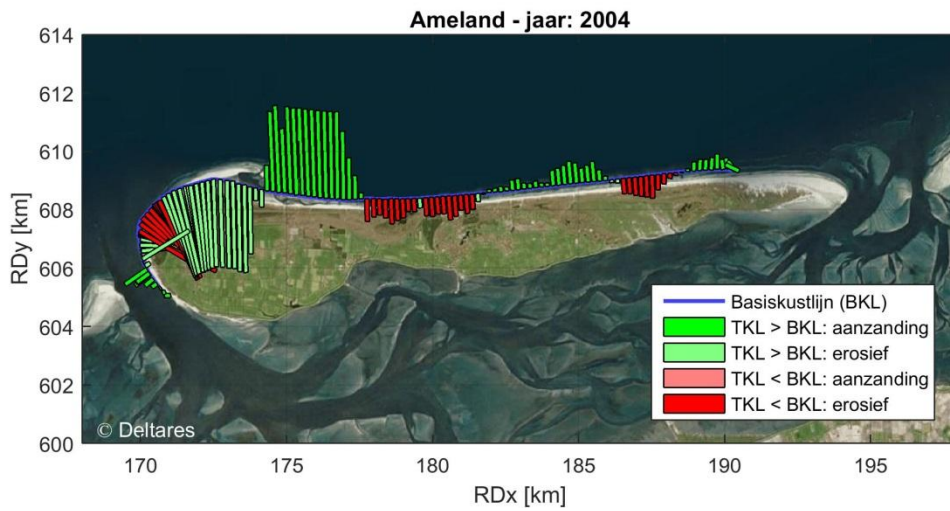 Ameland - jaar: 2004
614
612
610
608
606
604
602
600
RDy [km]
Basiskustlijn (BKL)
TKL > BKL: aanzanding
TKL > BKL: erosief
TKL < BKL: aanzanding
TKL < BKL: erosief
© Deltares
170
175
180
185
190
195
RDx [km]